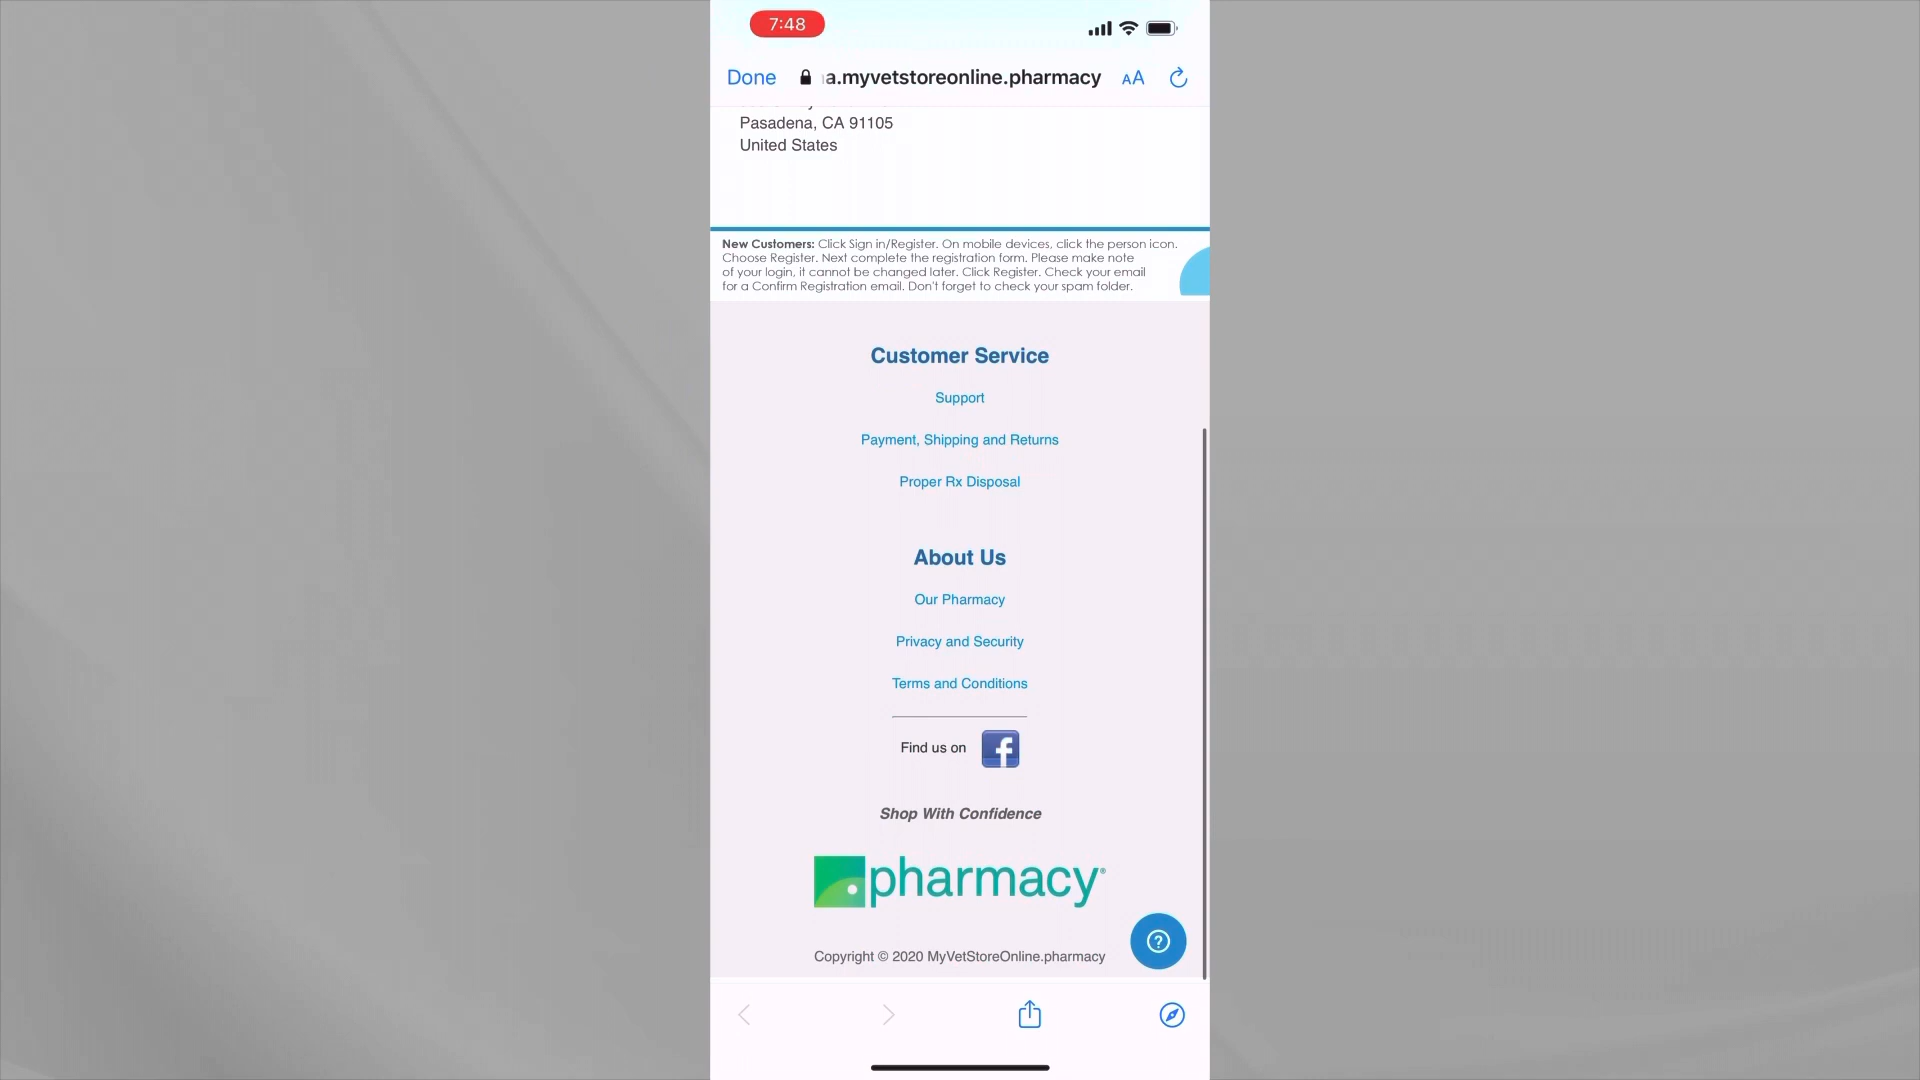 7:48
Done
a.myvetstoreonline.pharmacy
AA
Pasadena, CA 91105
United States
New Customers: Click Sign in/Register. On mobile devices, click the person icon.
Choose Register. Next complete the registration form. Please make note
of your login, it cannot be changed later. Click Register. Check your email
for a Confirm Registration email. Don't forget to check your spam folder.
Customer Service
Support
Payment, Shipping and Returns
Proper Rx Disposal
About Us
Our Pharmacy
Privacy and Security
Terms and Conditions
Find us on
Shop With Confidence
pharmacy®
Copyright © 2020 MyVetStoreOnline.pharmacy